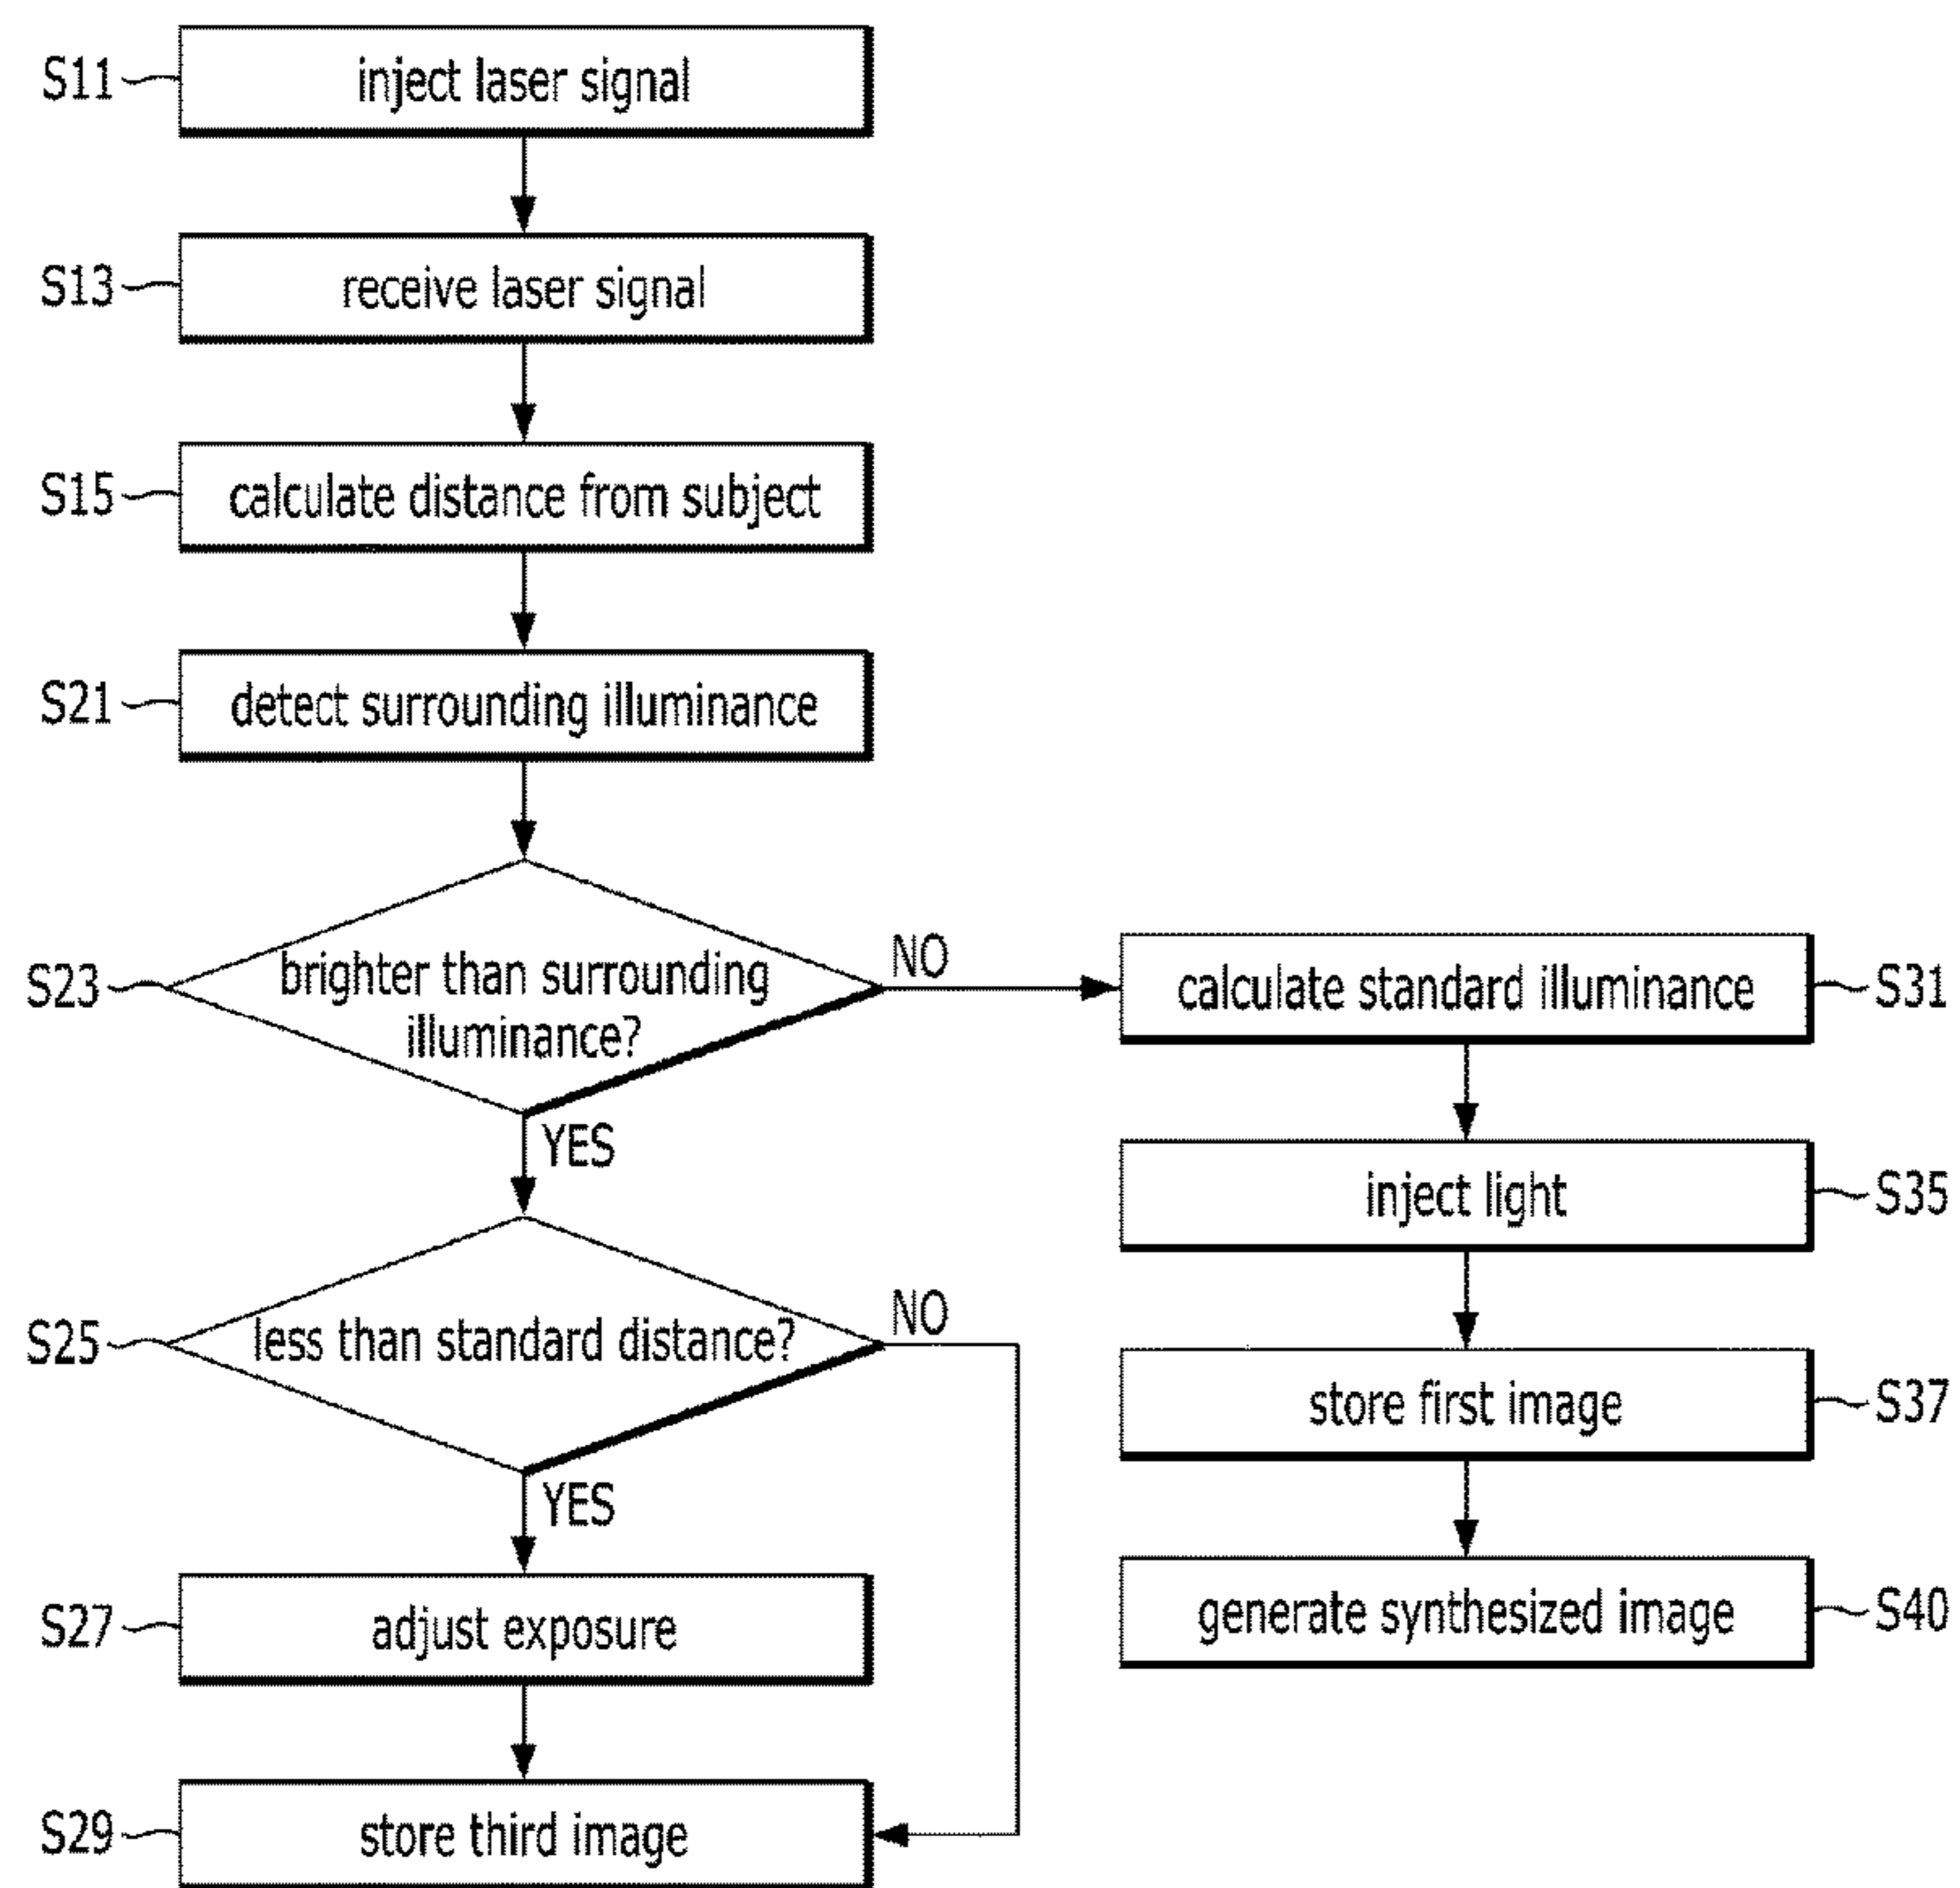 S11
inject laser signal
S13
receive laser signal
S15
calculate distance from subject
S21
detect surrounding illuminance
S23
brighter than surrounding
illuminance?
NO
YES
S25
less than standard distance?
NO
YES
S27
adjust exposure
S29
store third image
calculate standard illuminance
S31
inject light
S35
store first image
S37
generate synthesized image
S40